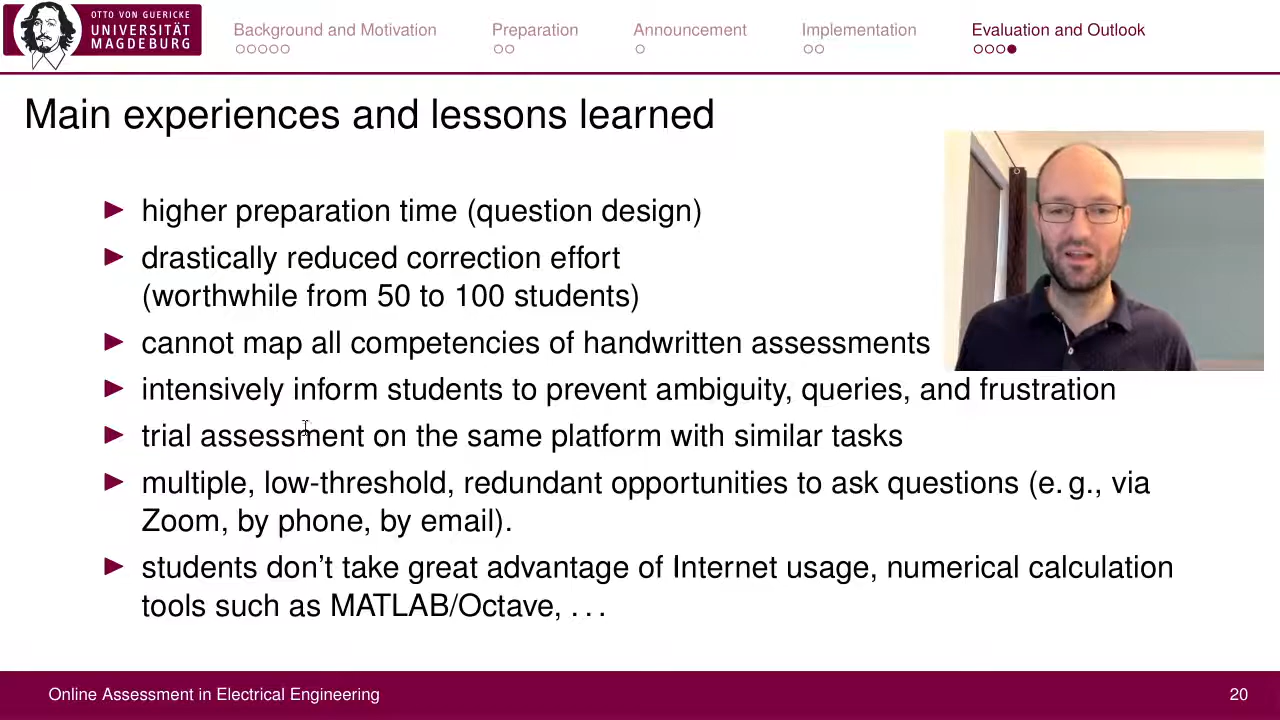 OTTO VON GUERICKE
UNIVERSITÄT
MAGDEBURG
Background and Motivation
Preparation
Announcement
Implementation
Evaluation and Outlook
Main experiences and lessons learned
higher preparation time (question design)
drastically reduced correction effort
(worthwhile from 50 to 100 students)
cannot map all competencies of handwritten assessments
intensively inform students to prevent ambiguity, queries, and frustration
trial assessment on the same platform with similar tasks
multiple, low-threshold, redundant opportunities to ask questions (e. g., via
Zoom, by phone, by email).
students don't take great advantage of Internet usage, numerical calculation
tools such as MATLAB/Octave, . . .
Online Assessment in Electrical Engineering
20